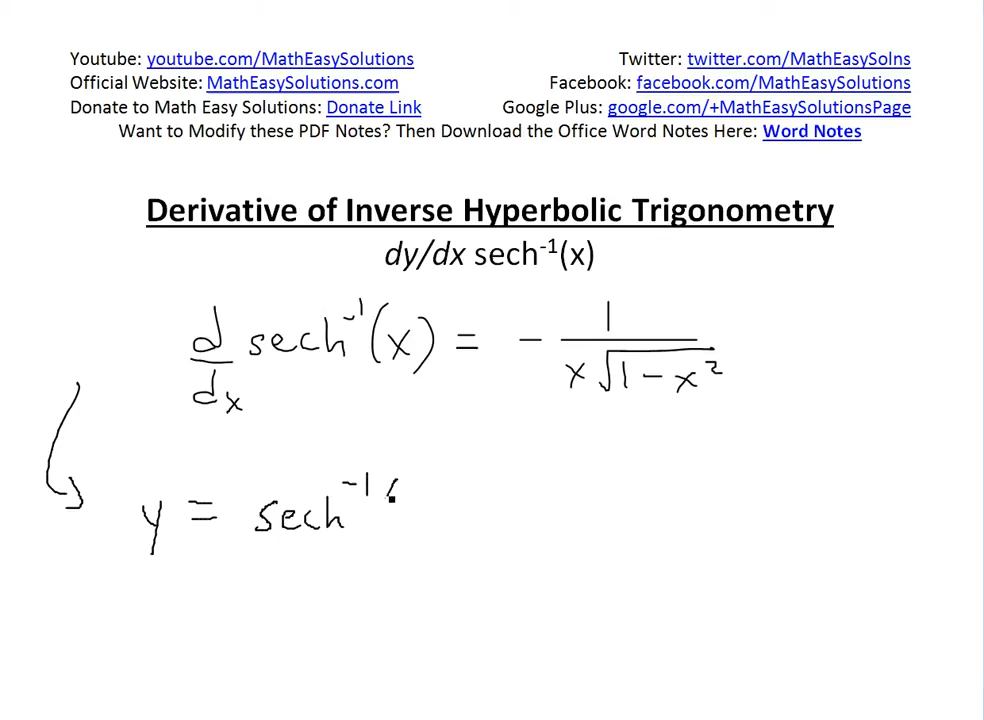 Youtube: youtube.com/MathEasySolutions Twitter: twitter.com/MathEasySolns
Official Website: MathEasySolutions.com Facebook: facebook.com/MathEasySolutions
Donate to Math Easy Solutions: Donate Link Google Plus: google.com/+MathEasySolutionsPage
Want to Modify these PDF Notes? Then Download the Office Word Notes Here: Word Notes
Derivative of Inverse Hyperbolic Trigonometry
dy/dx sech⁻¹(x)
d/dx sech⁻¹(x) = - 1/(x√(1-x²))
y = sech⁻¹(